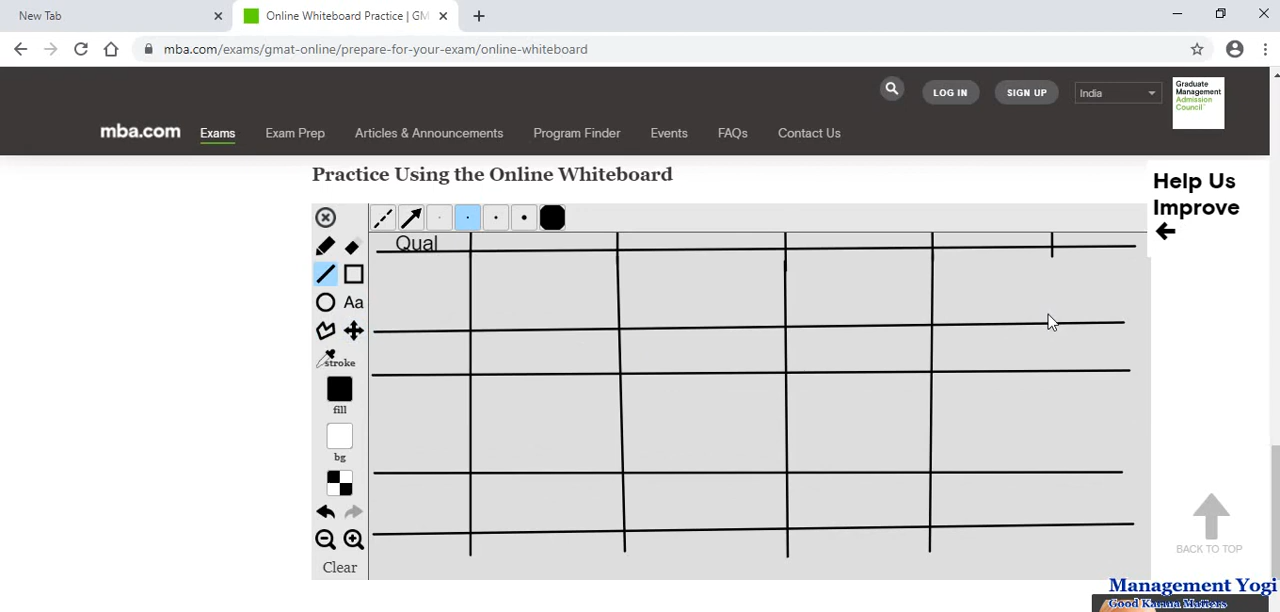 New Tab
Online Whiteboard Practice | GM
mba.com/exams/gmat-online/prepare-for-your-exam/online-whiteboard
LOG IN
SIGN UP
India
Graduate
Management
Admission
Council
mba.com
Exams
Exam Prep
Articles & Announcements
Program Finder
Events
FAQs
Contact Us
Practice Using the Online Whiteboard
Help Us
Improve
Qual
Aa
stroke
fill
bg
Clear
BACK TO TOP
Management Yogi
Good Karma Matters